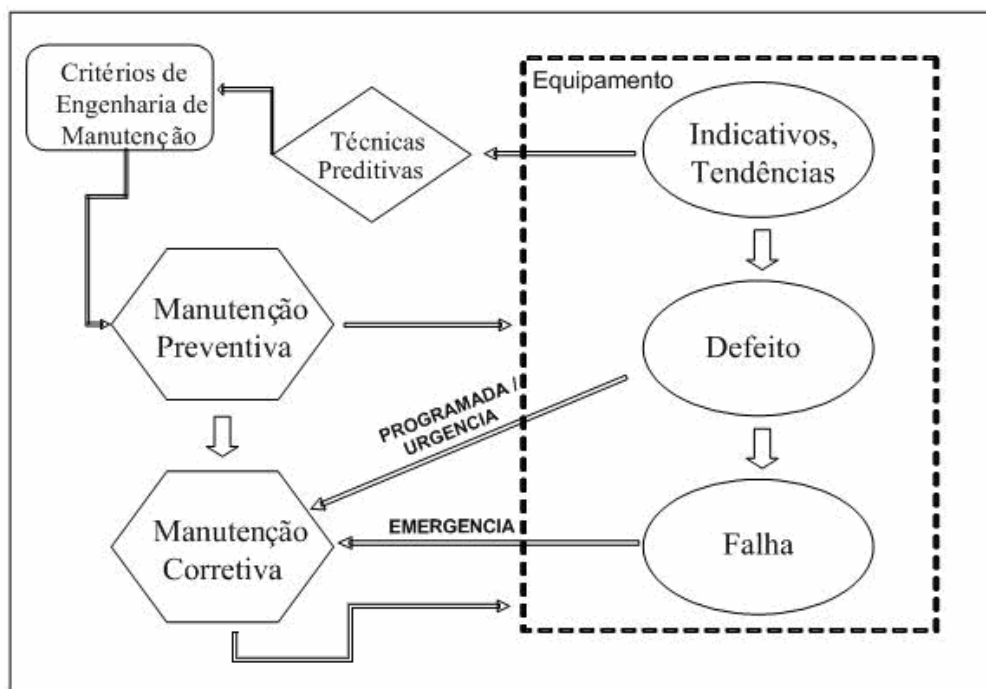 Critérios de
Engenharia de
Manutenção
Técnicas
Preditivas
Equipamento
Indicativos,
Tendências
Manutenção
Preventiva
Defeito
PROGRAMADA /
URGENCIA
Manutenção
Corretiva
EMERGENCIA
Falha